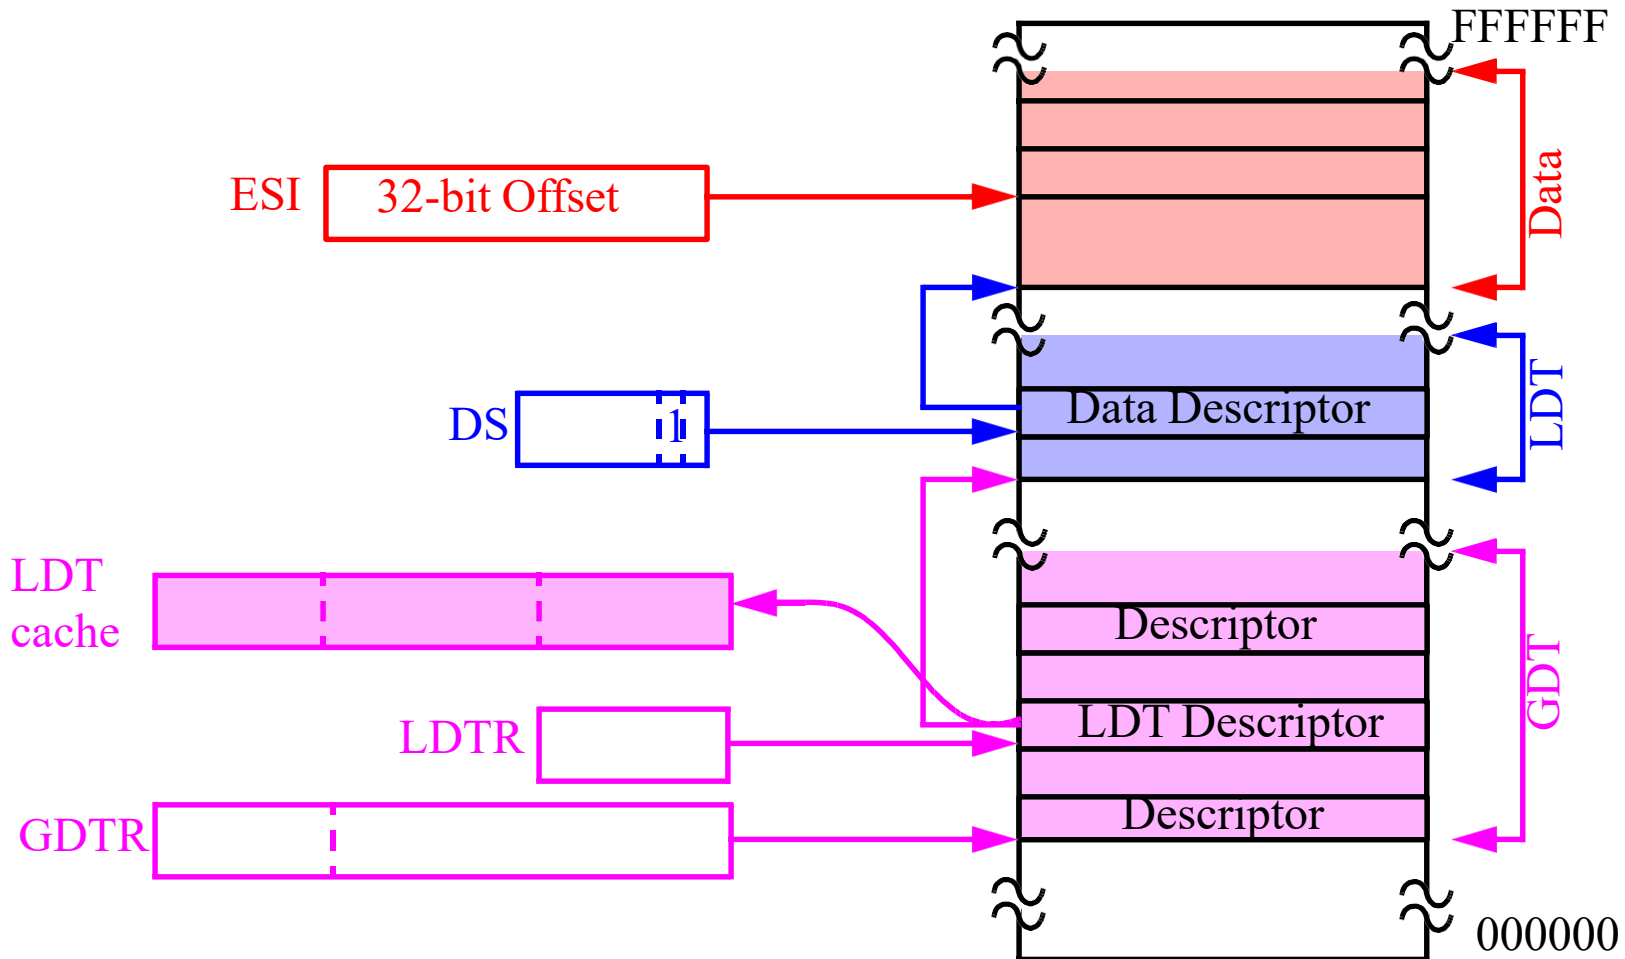 FFFFFF
ESI
32-bit Offset
Data
DS
1
Data Descriptor
LDT
LDT
cache
Descriptor
LDTR
LDT Descriptor
GDT
GDTR
Descriptor
000000